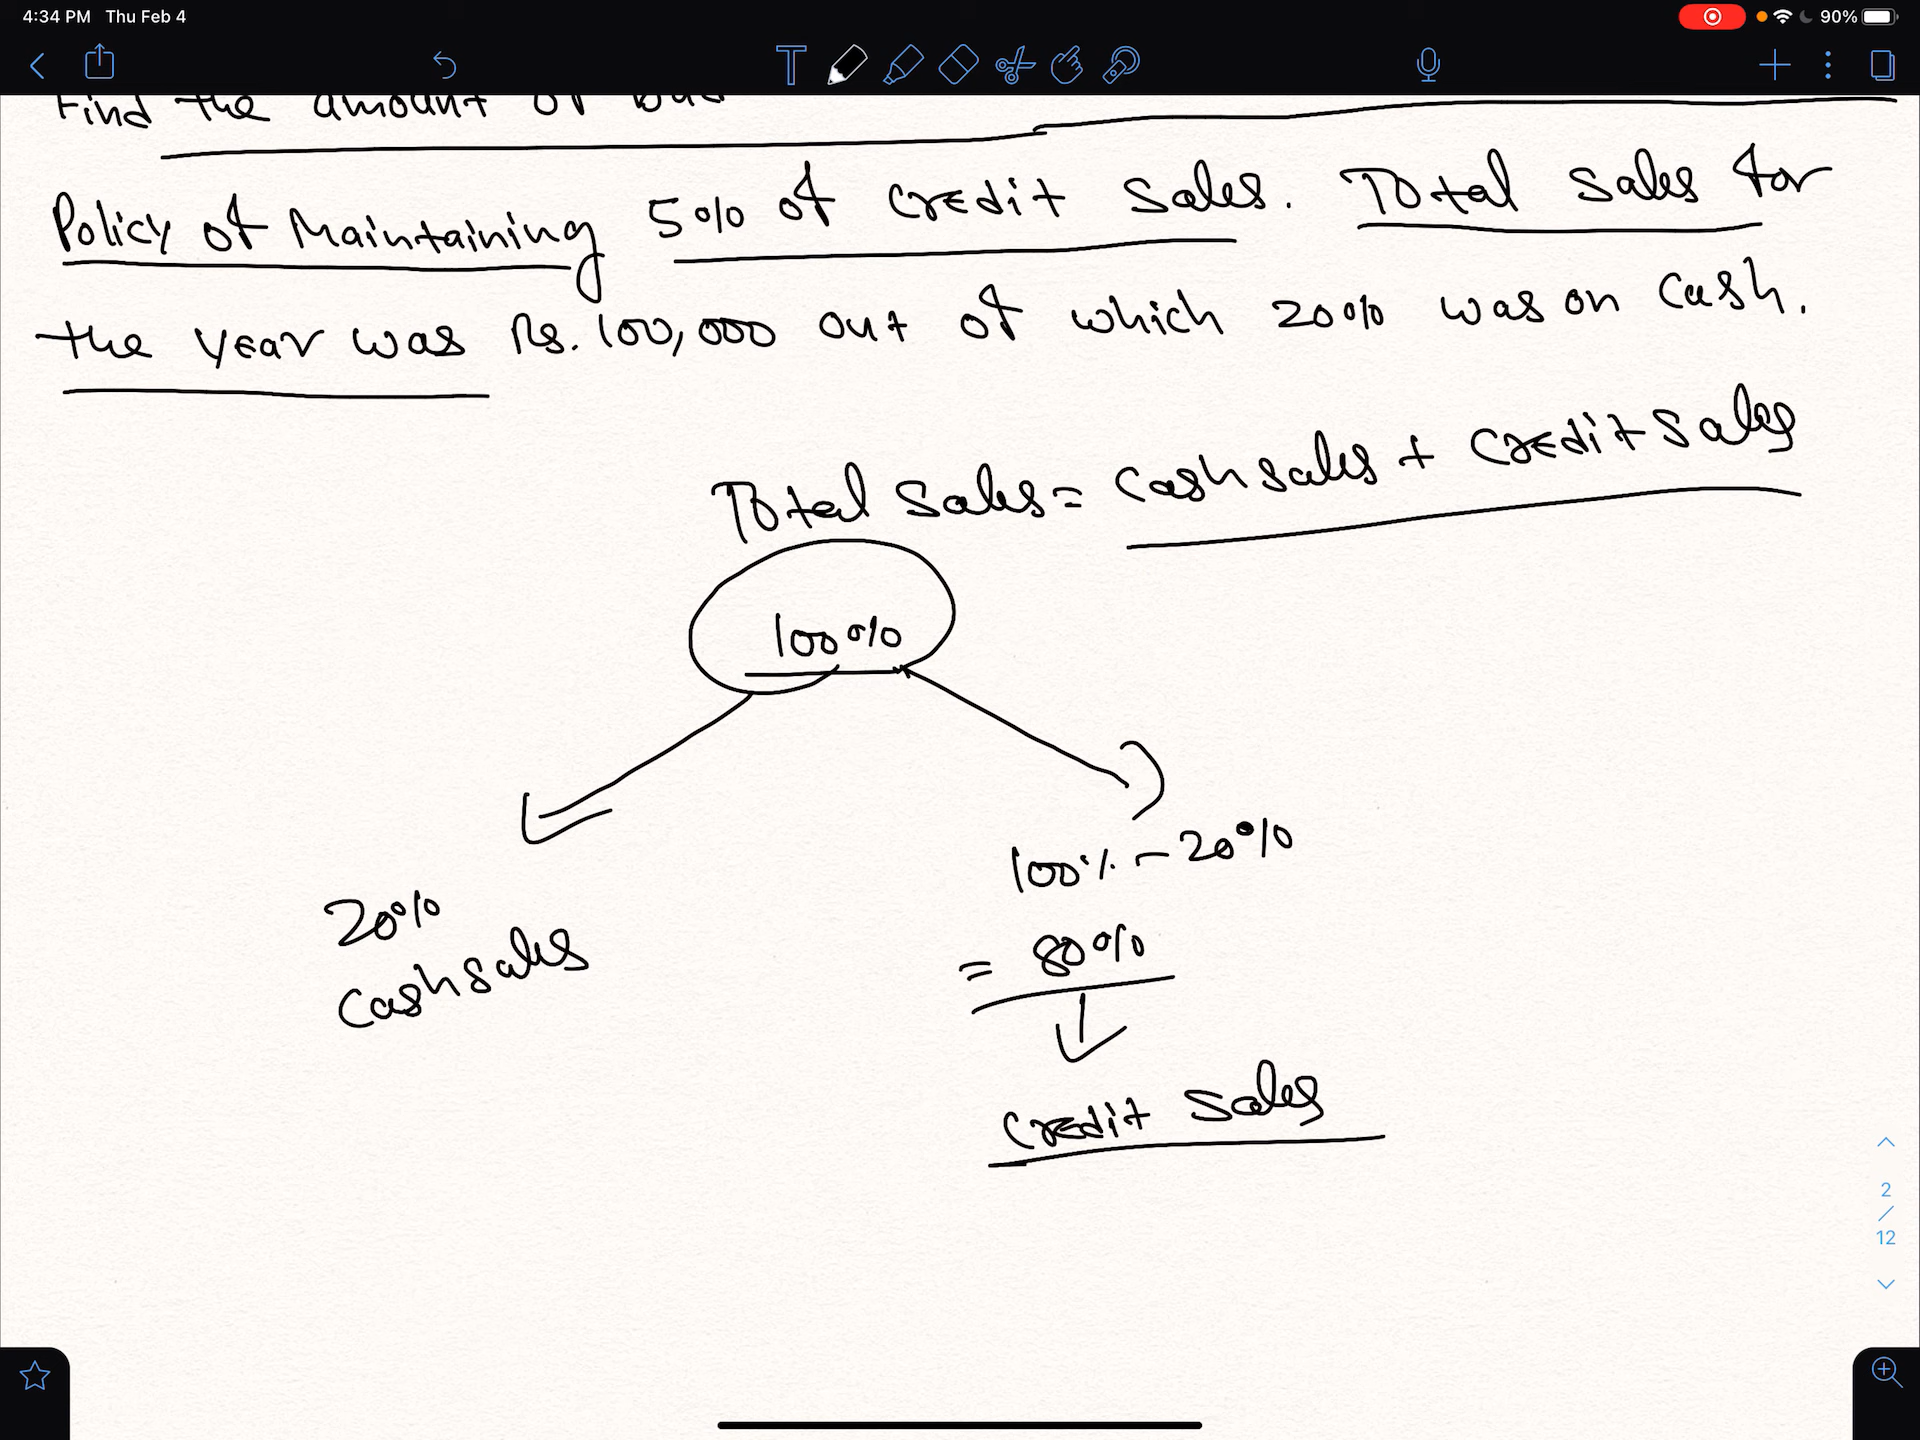 4:34 PM Thu Feb 4
90%
Find the amount of bad
Policy of Maintaining 5% of credit sales. Total sales for
the year was Rs. 100,000 out of which 20% was on cash.
Total sales = cash sales + credit sales
100%
100% - 20%
20%
cash sales
= 80%
credit sales
2
/
12